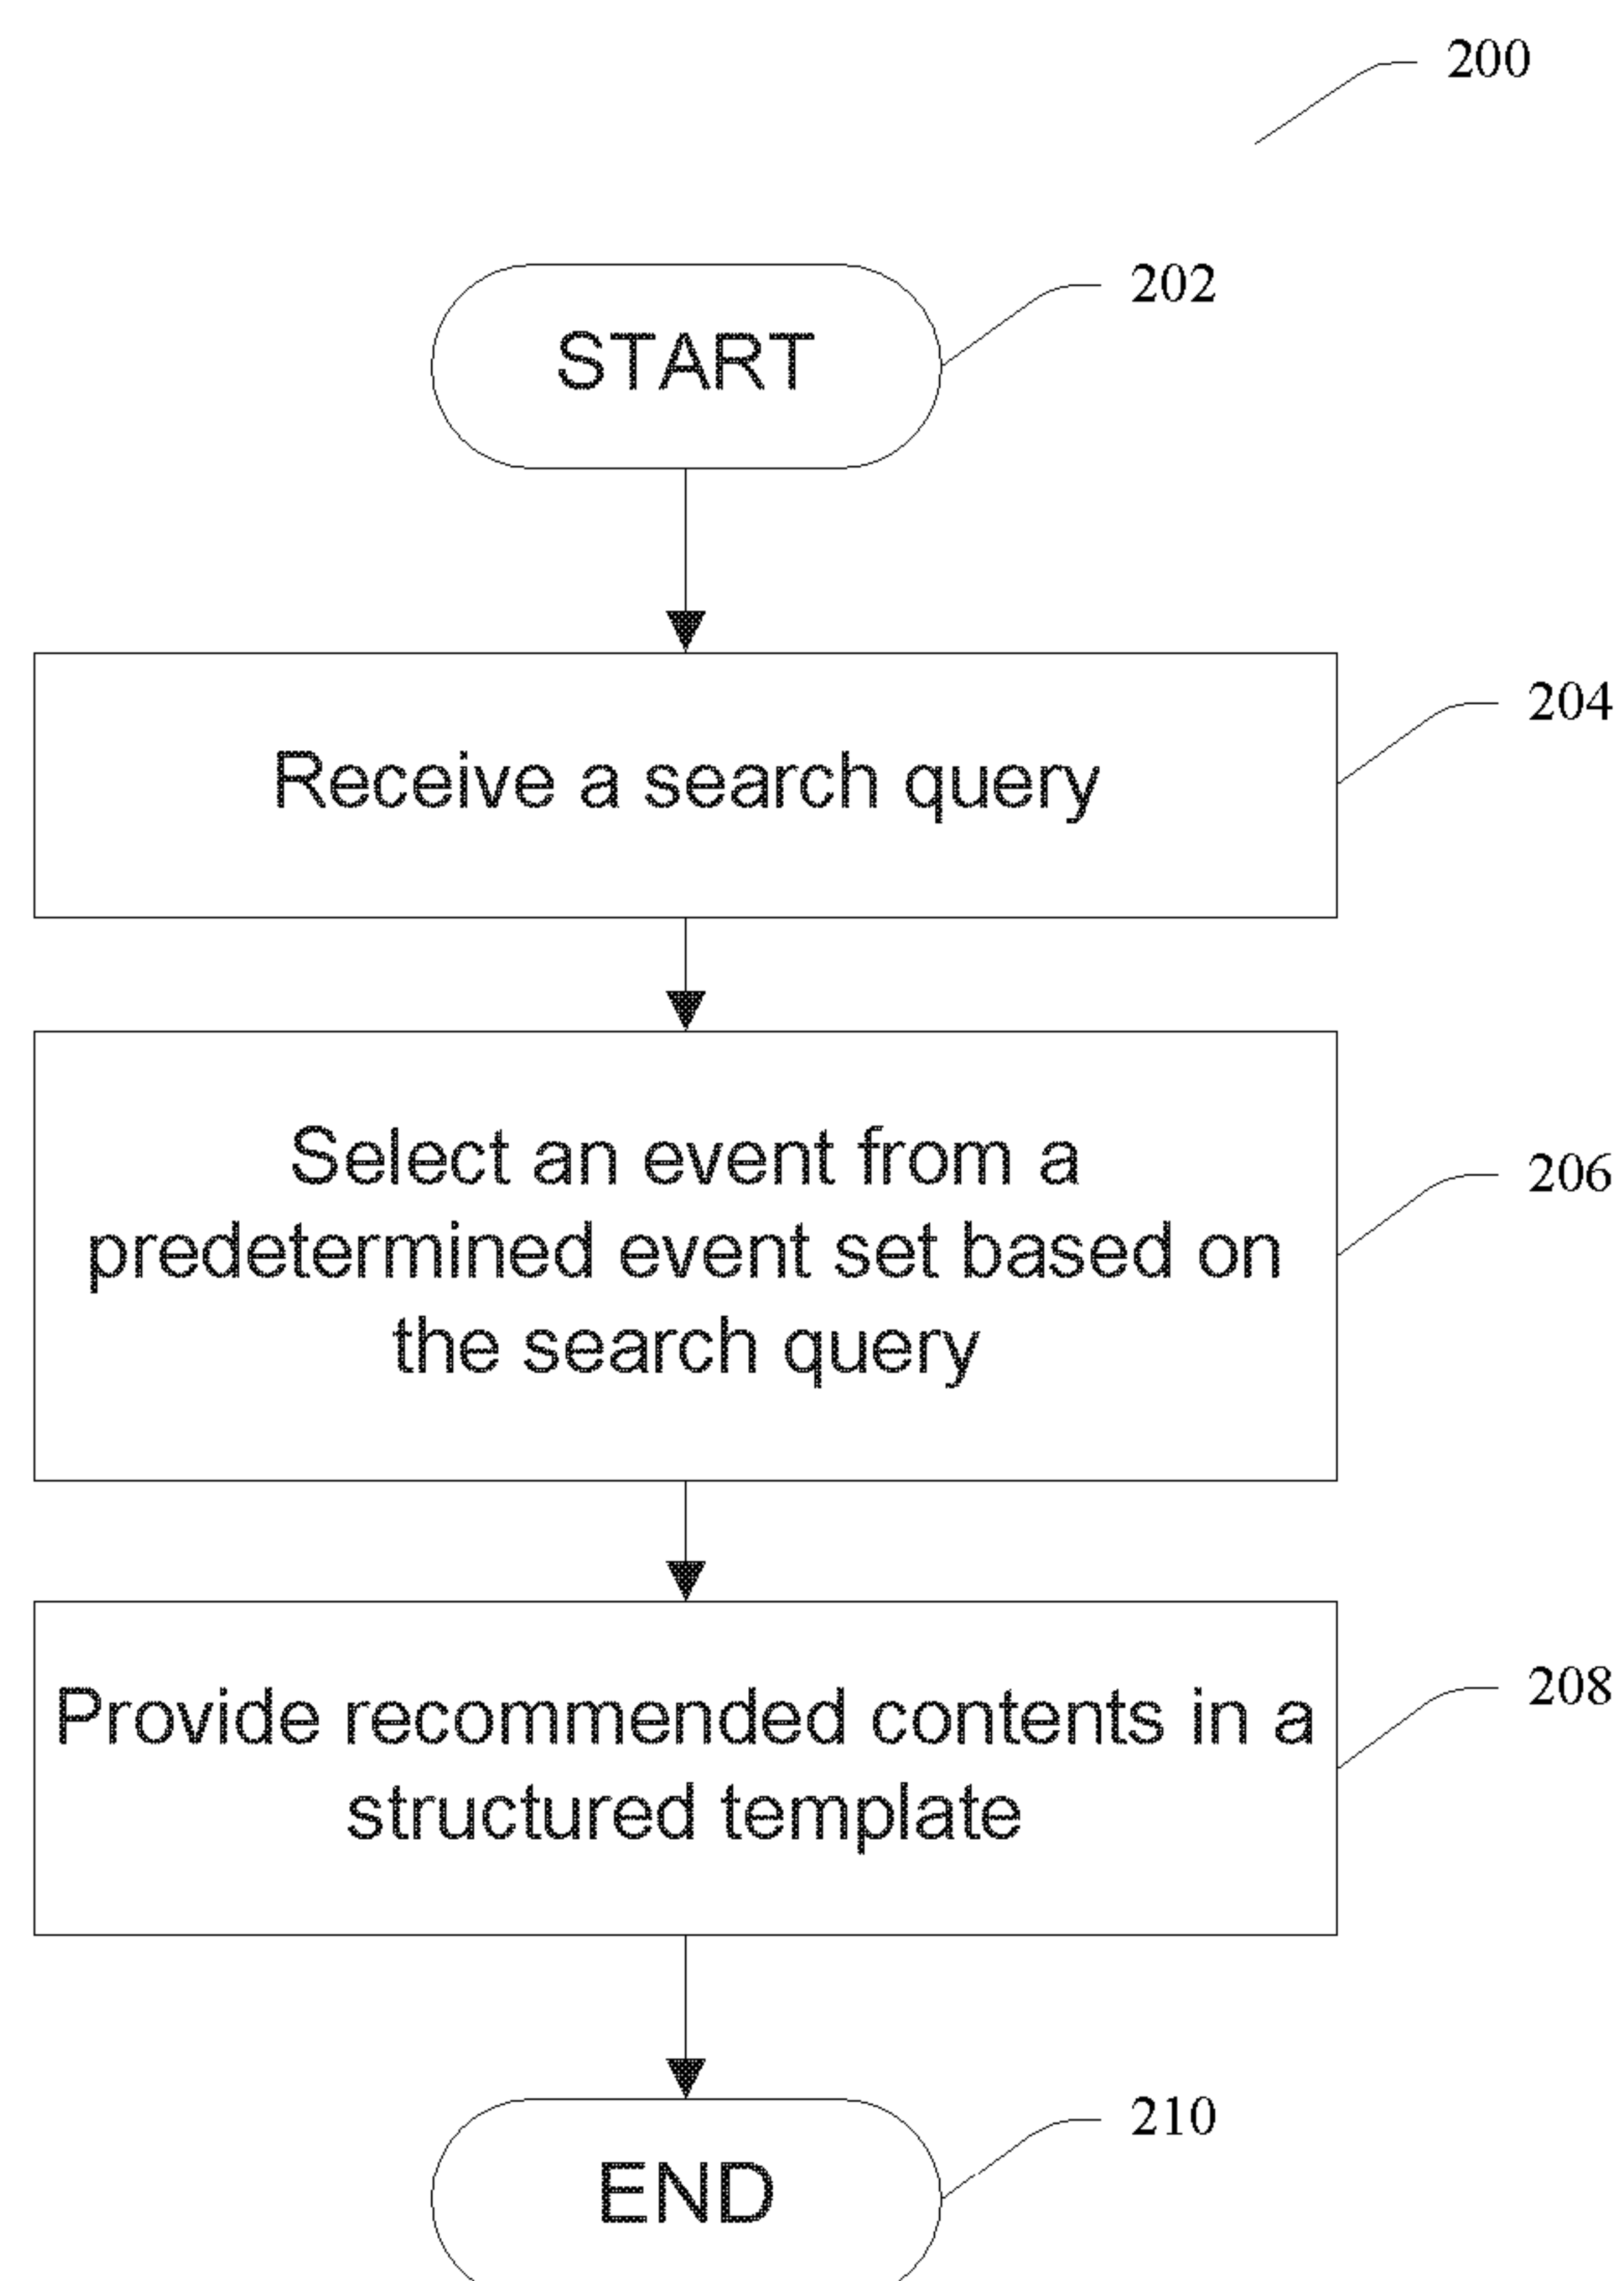 200
202
START
204
Receive a search query
206
Select an event from a
predetermined event set based on
the search query
208
Provide recommended contents in a
structured template
210
END